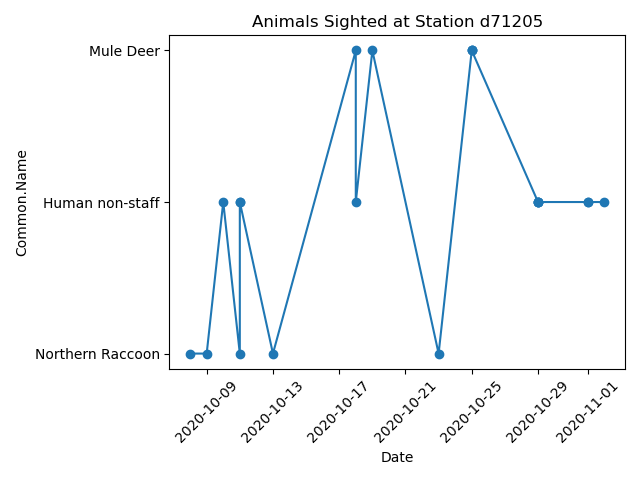 Animals Sighted at Station d71205
Common.Name
Mule Deer
Human non-staff
Northern Raccoon
2020-10-09
2020-10-13
2020-10-17
2020-10-21
2020-10-25
2020-10-29
2020-11-01
Date